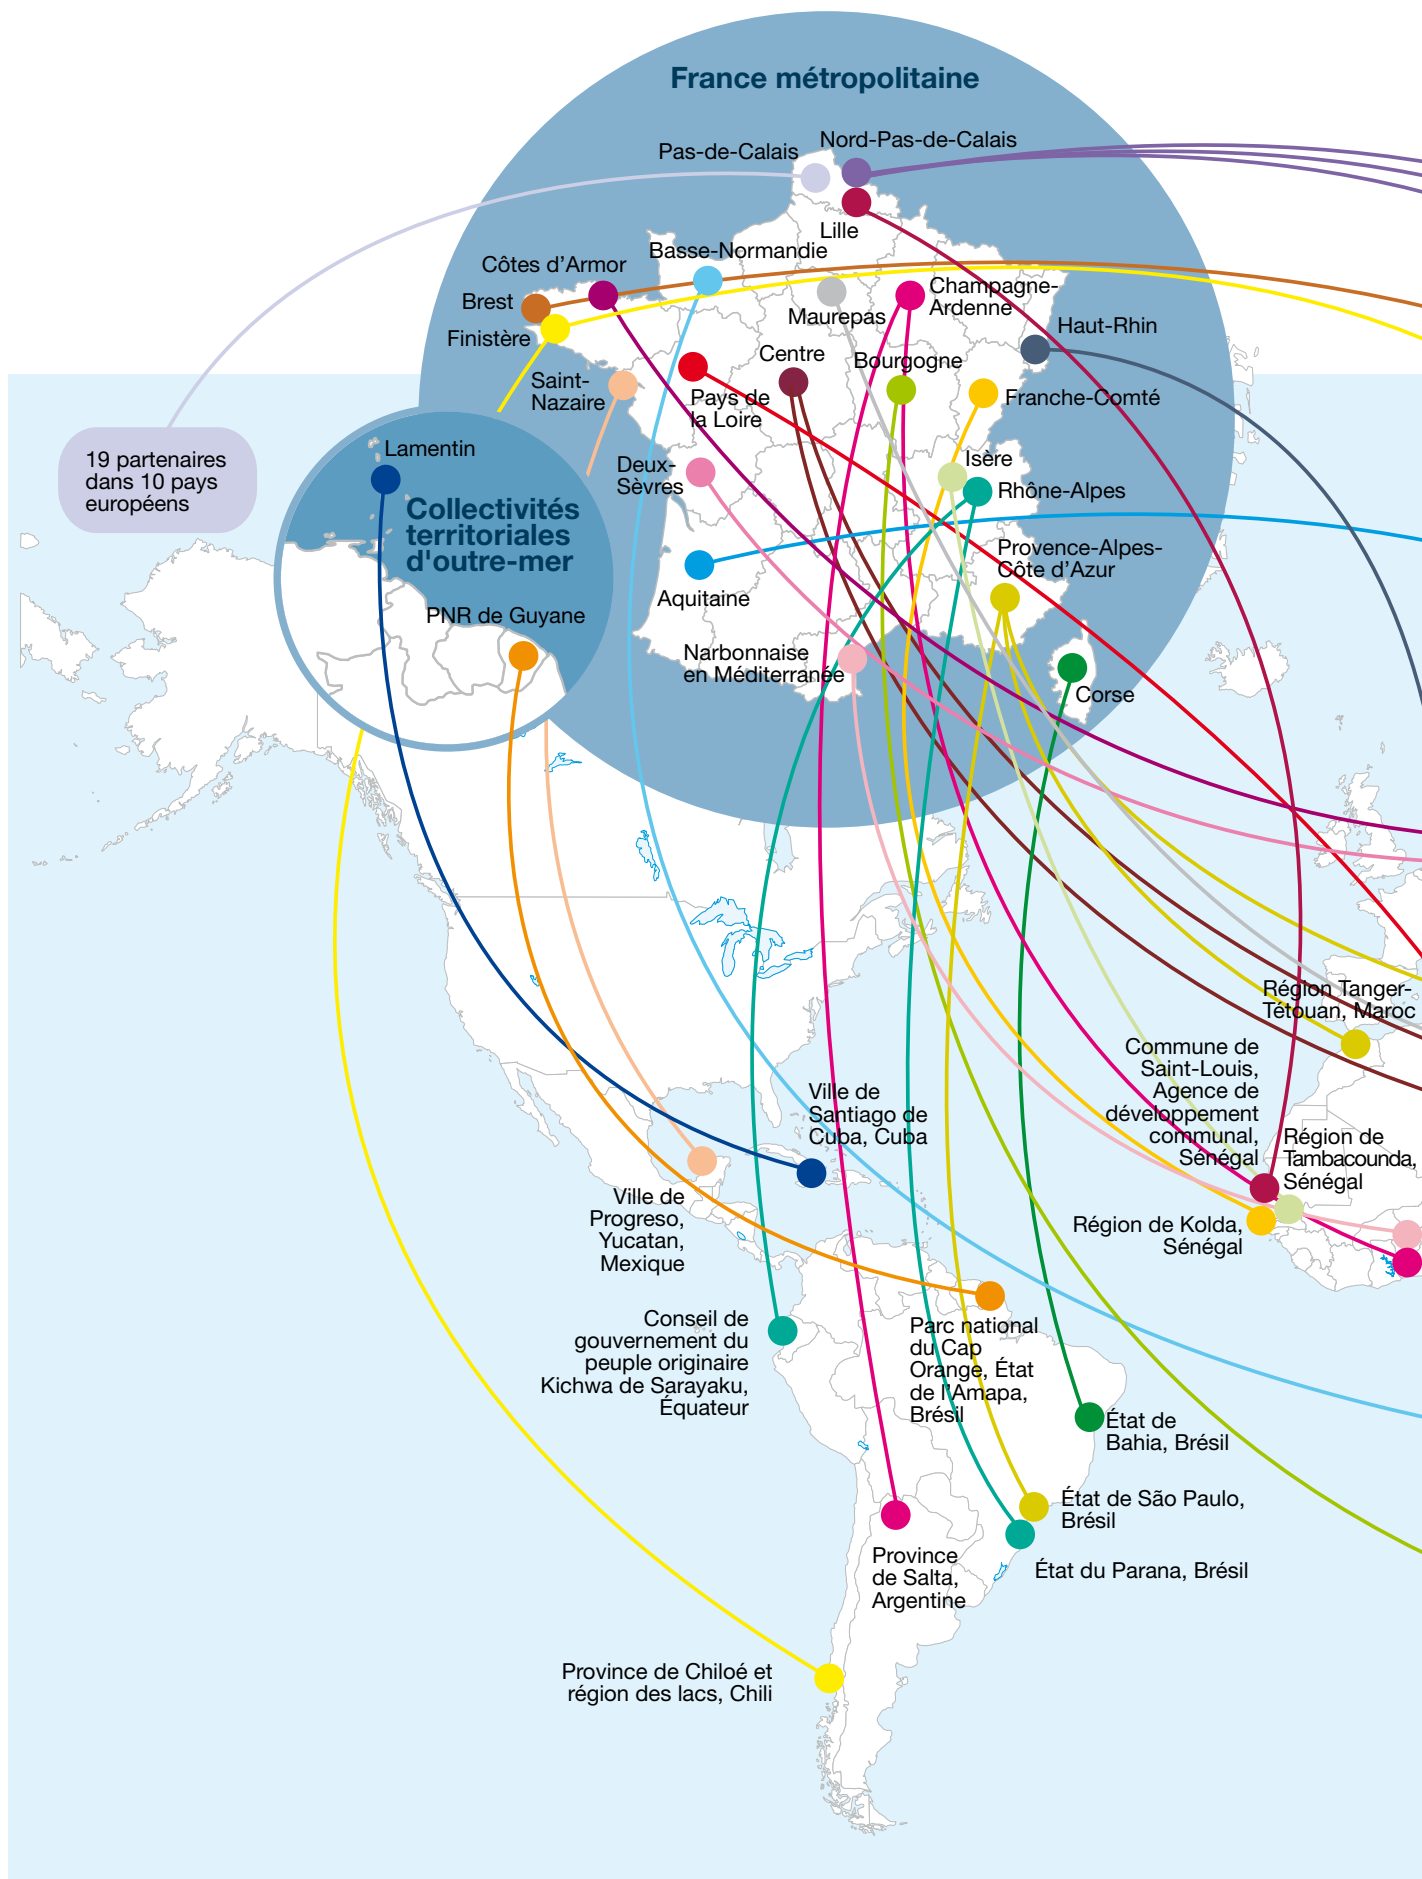 France métropolitaine
Nord-Pas-de-Calais
Pas-de-Calais
Lille
Basse-Normandie
Côtes d'Armor
Champagne-
Ardenne
Brest
Maurepas
Haut-Rhin
Finistère
Centre
Bourgogne
Saint-
Nazaire
Pays de
la Loire
Franche-Comté
Lamentin
19 partenaires
dans 10 pays
européens
Deux-
Sèvres
Isère
Rhône-Alpes
Collectivités
territoriales
d'outre-mer
Provence-Alpes-
Côte d'Azur
Aquitaine
PNR de Guyane
Narbonnaise
en Méditerranée
Corse
Région Tanger-
Tétouan, Maroc
Commune de
Saint-Louis,
Agence de
développement
communal,
Sénégal
Région de
Tambacounda,
Sénégal
Ville de
Santiago de
Cuba, Cuba
Ville de
Progreso,
Yucatan,
Mexique
Région de Kolda,
Sénégal
Conseil de
gouvernement du
peuple originaire
Kichwa de Sarayaku,
Équateur
Parc national
du Cap
Orange, État
de l'Amapa,
Brésil
État de
Bahia, Brésil
État de São Paulo,
Brésil
Province
de Salta,
Argentine
État du Parana, Brésil
Province de Chiloé et
région des lacs, Chili